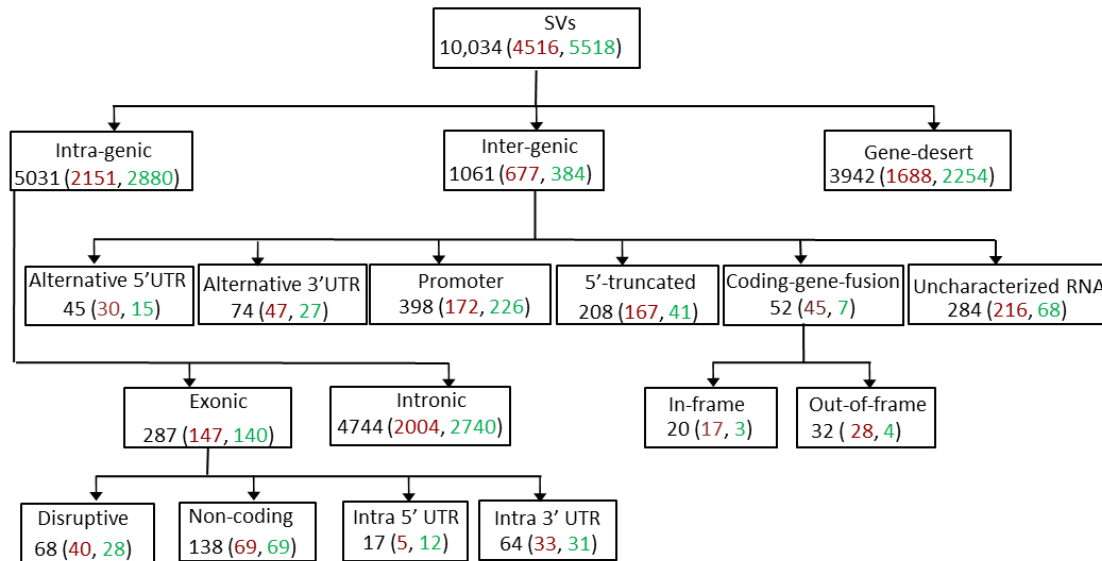 SVs
10,034 (4516, 5518)
Intra-genic
5031 (2151, 2880)
Inter-genic
1061 (677, 384)
Gene-desert
3942 (1688, 2254)
Alternative 5'UTR
45 (30, 15)
Alternative 3'UTR
74 (47, 27)
Promoter
398 (172, 226)
5'-truncated
208 (167, 41)
Coding-gene-fusion
52 (45, 7)
Uncharacterized RNA
284 (216, 68)
Exonic
287 (147, 140)
Intronic
4744 (2004, 2740)
In-frame
20 (17, 3)
Out-of-frame
32 ( 28, 4)
Disruptive
68 (40, 28)
Non-coding
138 (69, 69)
Intra 5' UTR
17 (5, 12)
Intra 3' UTR
64 (33, 31)